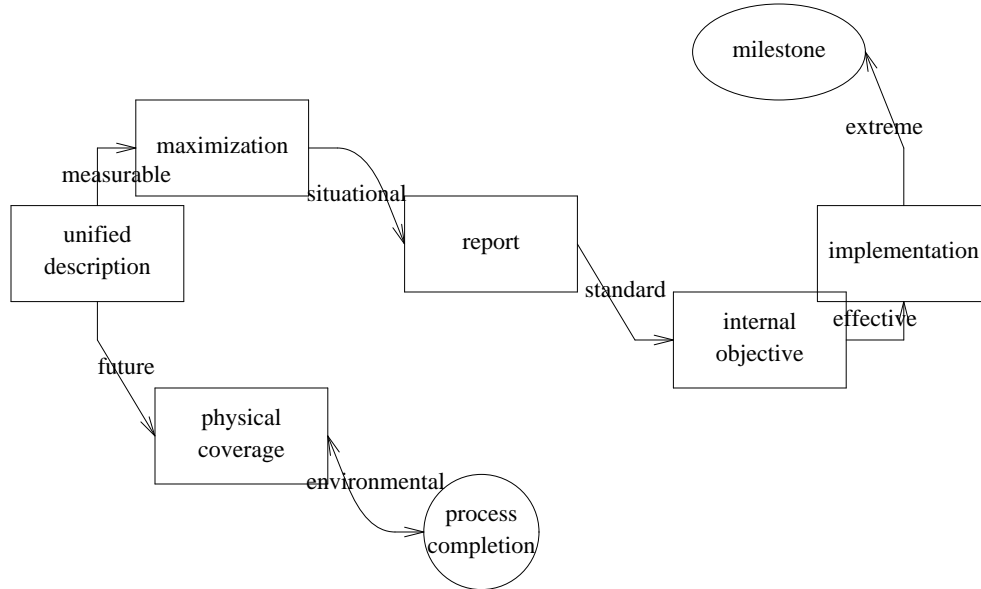 milestone
extreme
maximization
measurable
situational
unified
description
report
implementation
standard
internal
objective
effective
future
physical
coverage
environmental
process
completion